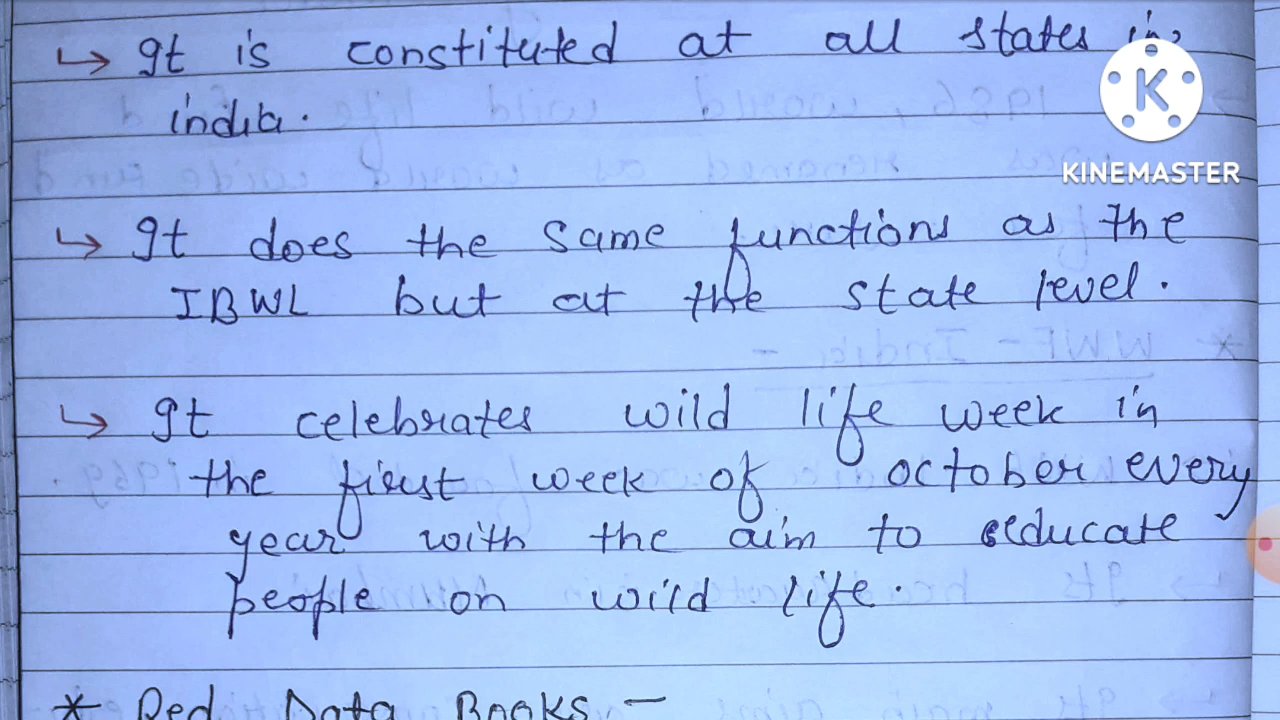 ↳ It is constituted at all states in
india.
↳ It does the same functions as the
IBWL but at the state level.
↳ It celebrates wild life week in
the first week of october every
year with the aim to educate
people on wild life.
* Red Data Books -
K
KINEMASTER